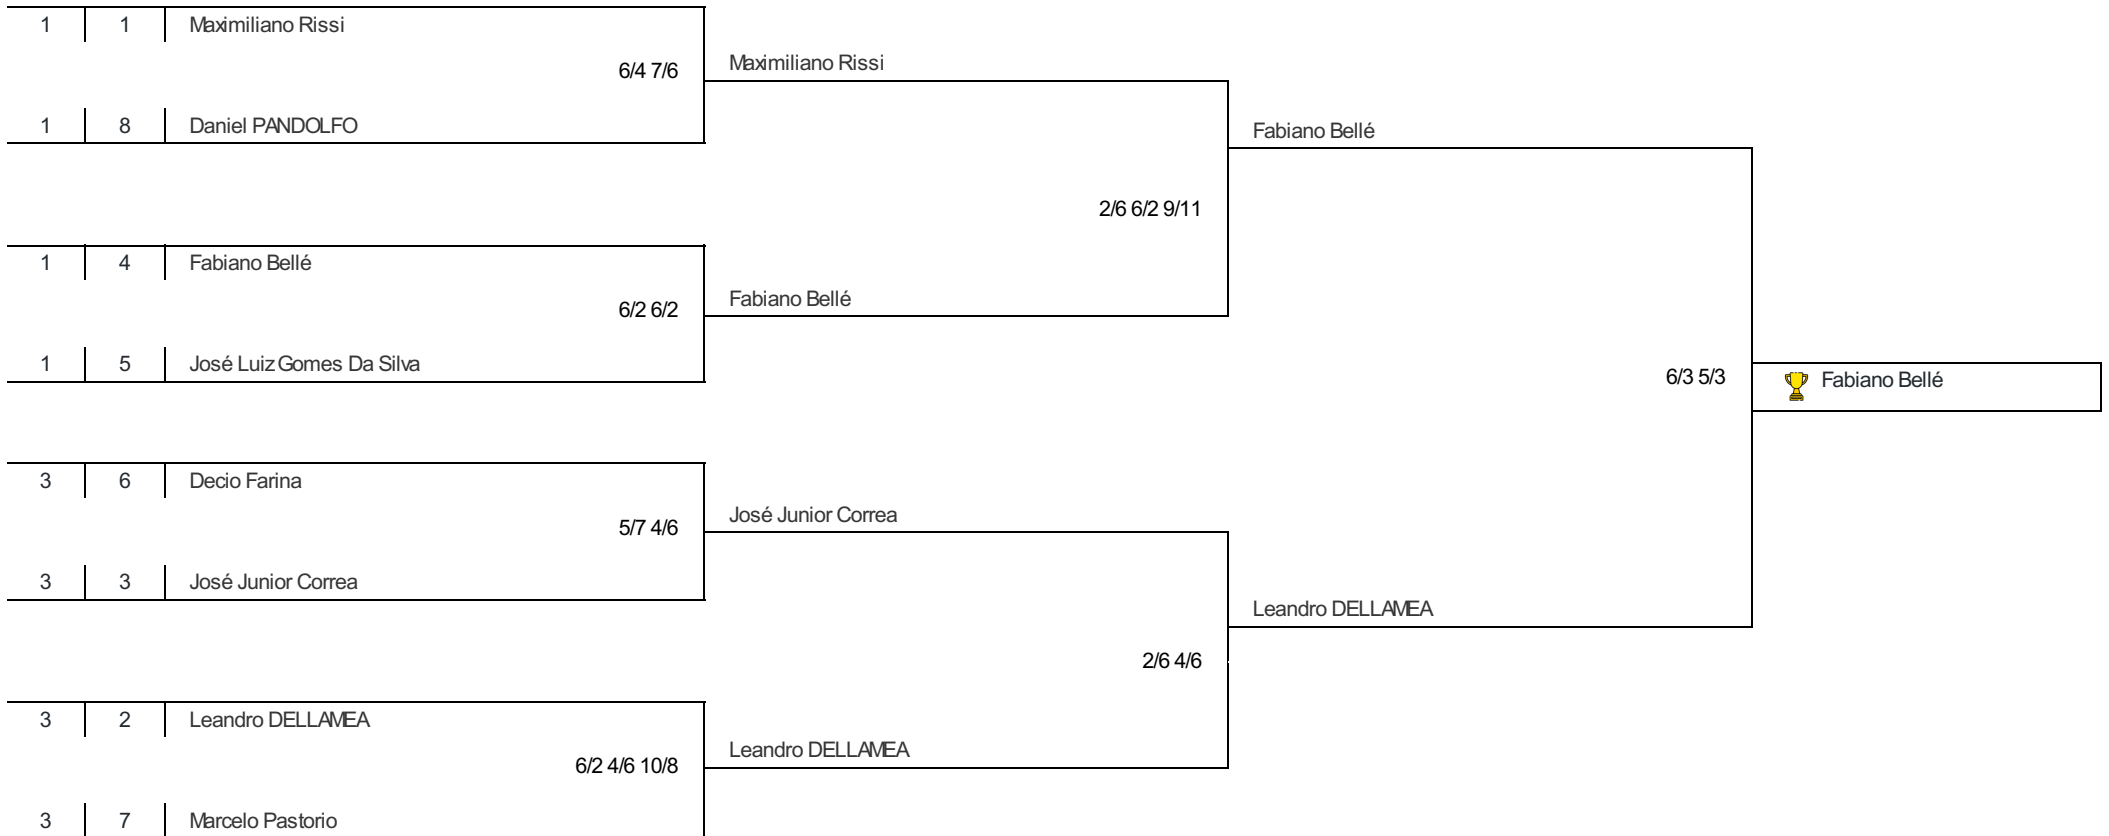 1 1 Maximiliano Rissi
6/4 7/6
Maximiliano Rissi
1 8 Daniel PANDOLFO
Fabiano Bellé
2/6 6/2 9/11
1 4 Fabiano Bellé
6/2 6/2
Fabiano Bellé
1 5 José Luiz Gomes Da Silva
6/3 5/3
Fabiano Bellé
3 6 Decio Farina
5/7 4/6
José Junior Correa
3 3 José Junior Correa
Leandro DELLAMEA
2/6 4/6
3 2 Leandro DELLAMEA
6/2 4/6 10/8
Leandro DELLAMEA
3 7 Marcelo Pastorio